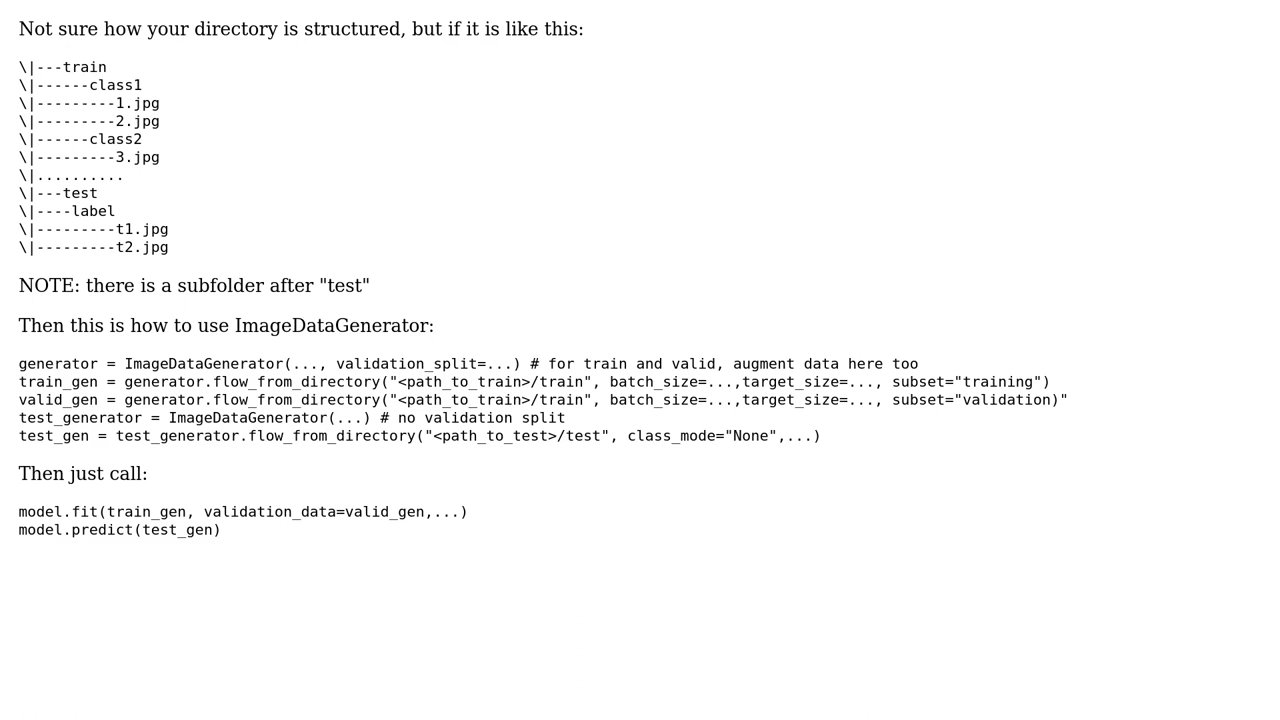 Not sure how your directory is structured, but if it is like this:
\|---train
\|------class1
\|---------1.jpg
\|---------2.jpg
\|------class2
\|---------3.jpg
\|..........
\|---test
\|----label
\|---------t1.jpg
\|---------t2.jpg
NOTE: there is a subfolder after "test"
Then this is how to use ImageDataGenerator:
generator = ImageDataGenerator(..., validation_split=...) # for train and valid, augment data here too
train_gen = generator.flow_from_directory("<path_to_train>/train", batch_size=...,target_size=..., subset="training")
valid_gen = generator.flow_from_directory("<path_to_train>/train", batch_size=...,target_size=..., subset="validation)"
test_generator = ImageDataGenerator(...) # no validation split
test_gen = test_generator.flow_from_directory("<path_to_test>/test", class_mode="None",...)
Then just call:
model.fit(train_gen, validation_data=valid_gen,...)
model.predict(test_gen)